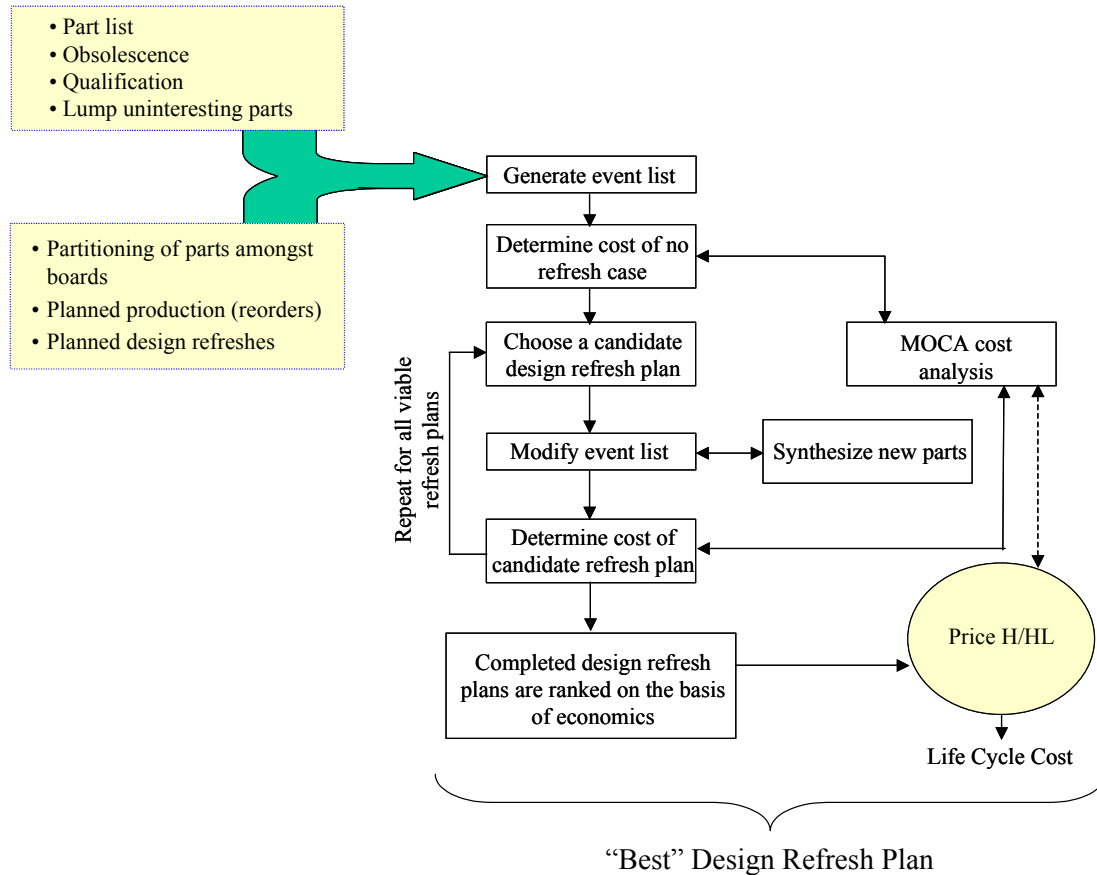 • Part list
• Obsolescence
• Qualification
• Lump uninteresting parts
• Partitioning of parts amongst
boards
• Planned production (reorders)
• Planned design refreshes
Generate event list
Determine cost of no
refresh case
Choose a candidate
design refresh plan
MOCA cost
analysis
Repeat for all viable
refresh plans
Modify event list
Synthesize new parts
Determine cost of
candidate refresh plan
Price H/HL
Completed design refresh
plans are ranked on the basis
of economics
Life Cycle Cost
“Best” Design Refresh Plan